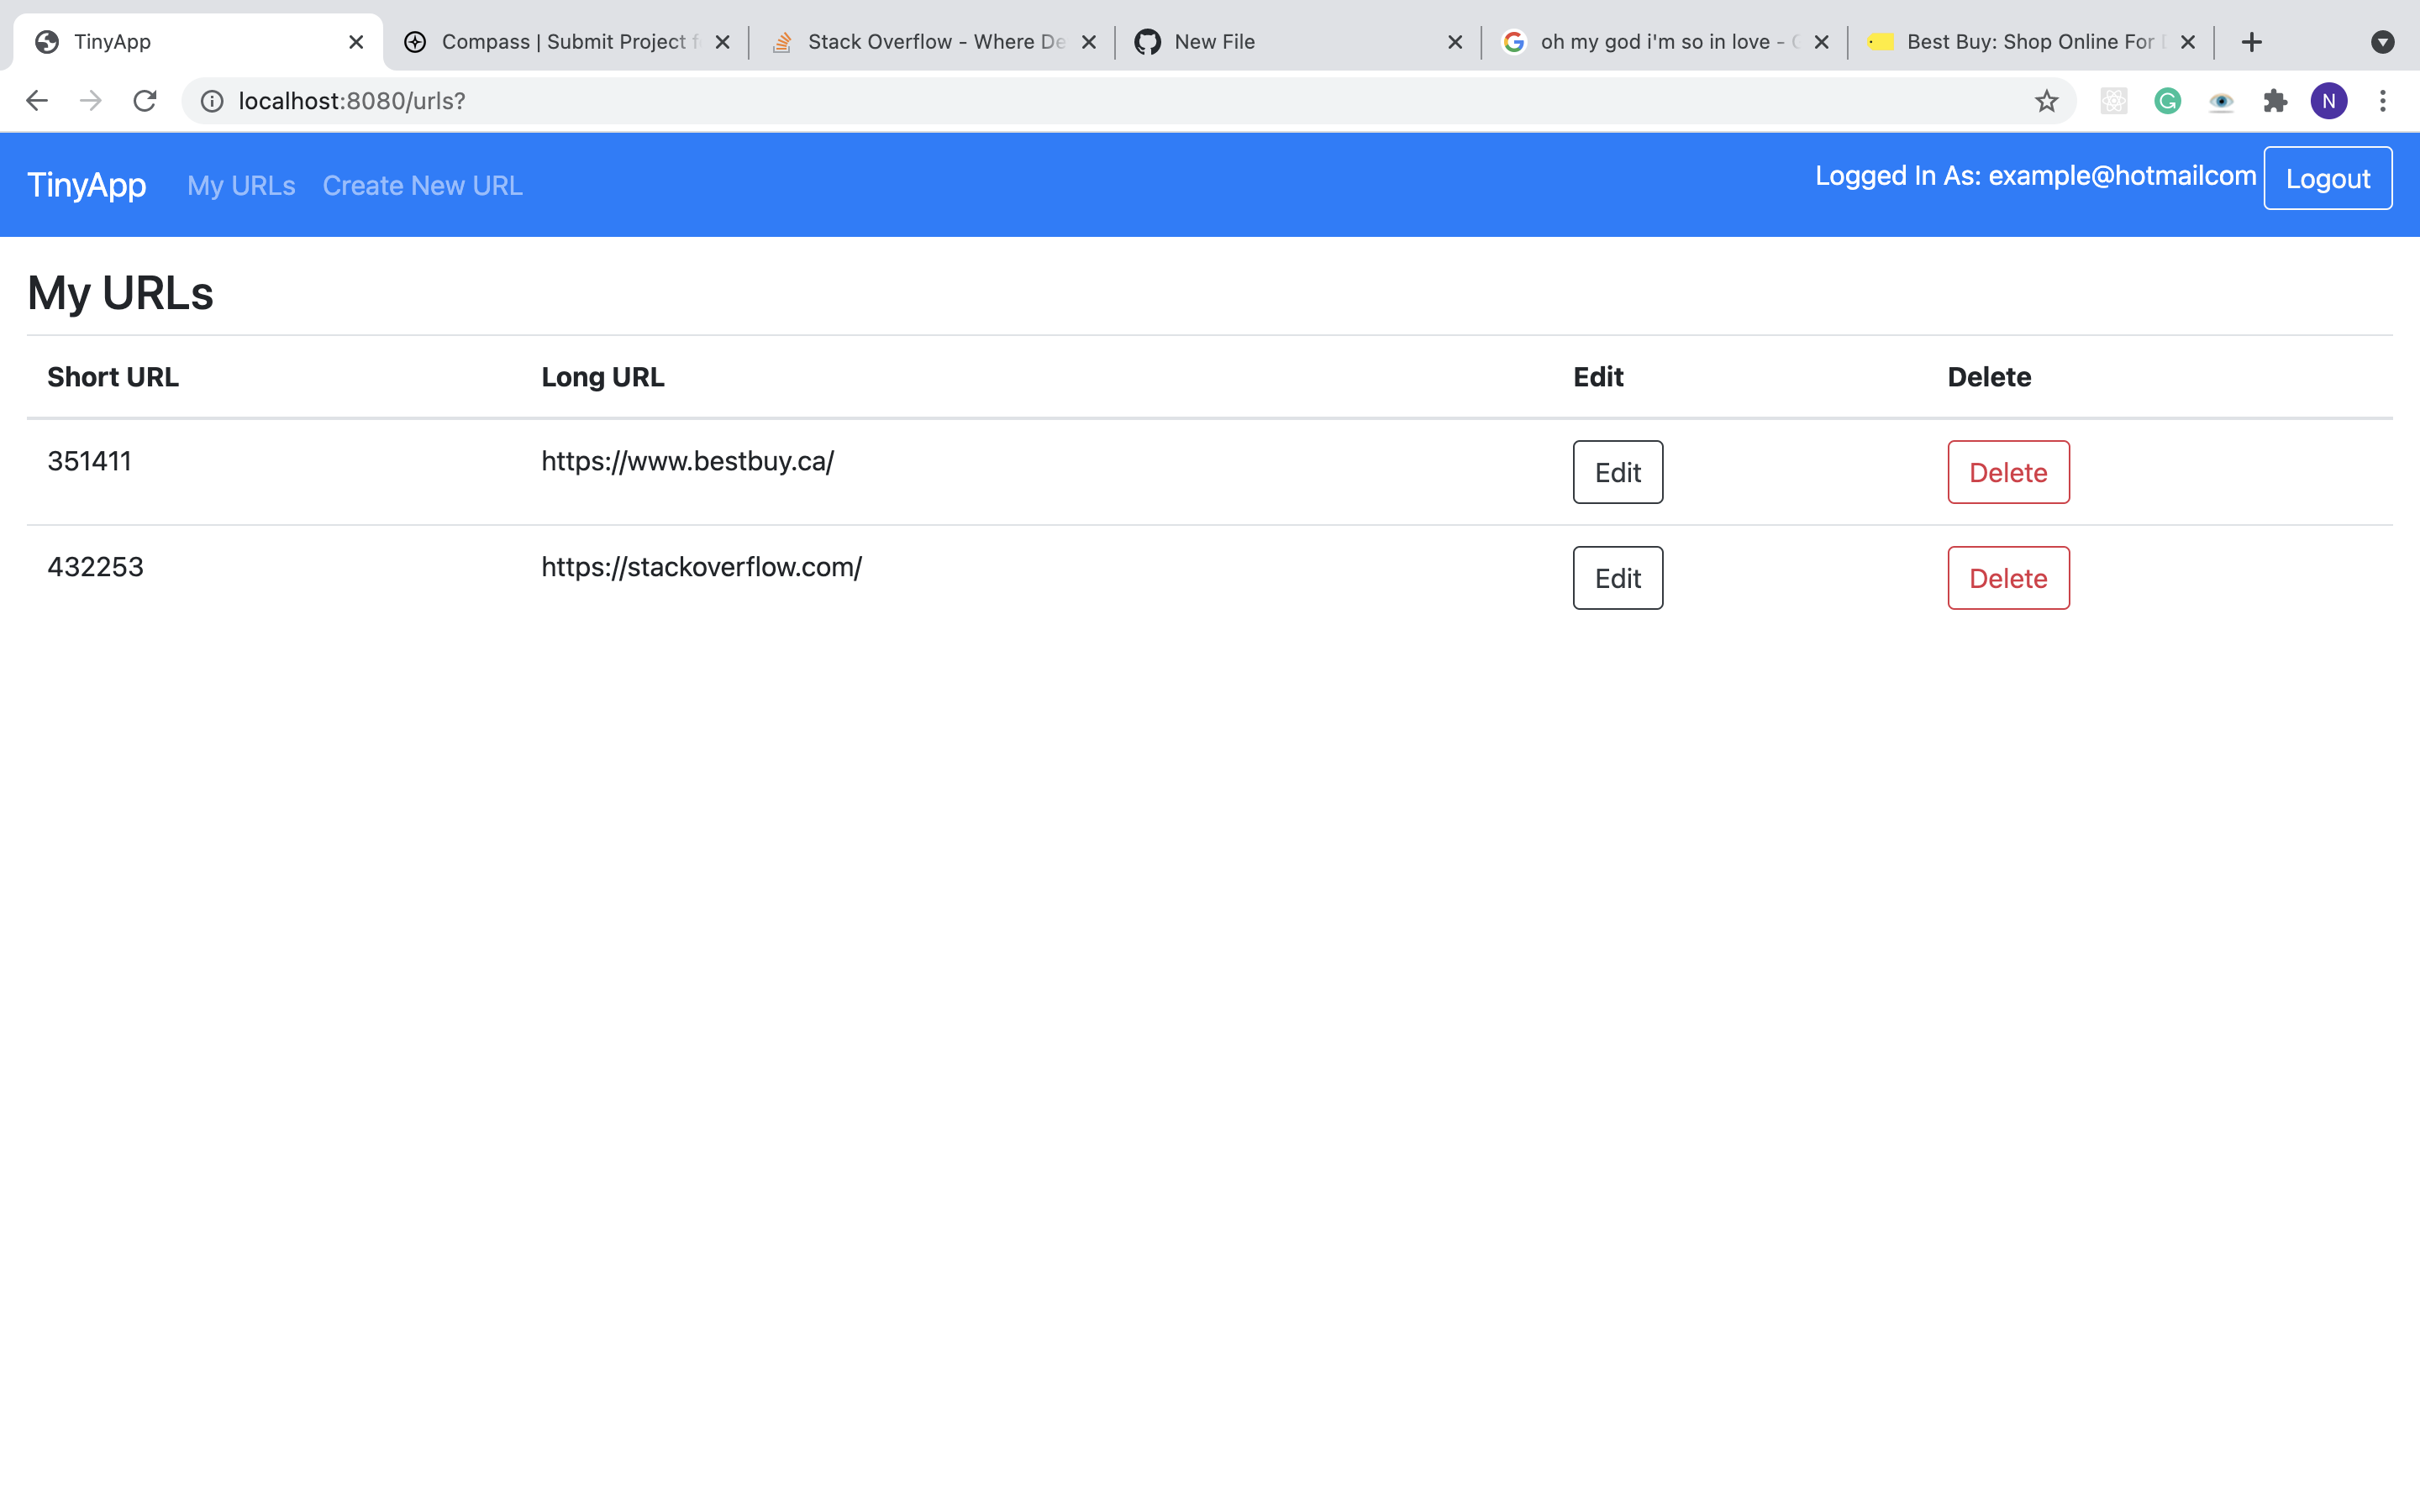 TinyApp
Compass | Submit Project f
Stack Overflow - Where De
New File
oh my god i'm so in love -
Best Buy: Shop Online For
localhost:8080/urls?
N
TinyApp My URLs Create New URL Logged In As: example@hotmailcom Logout
My URLs
Short URL Long URL Edit Delete
351411 https://www.bestbuy.ca/ Edit Delete
432253 https://stackoverflow.com/ Edit Delete